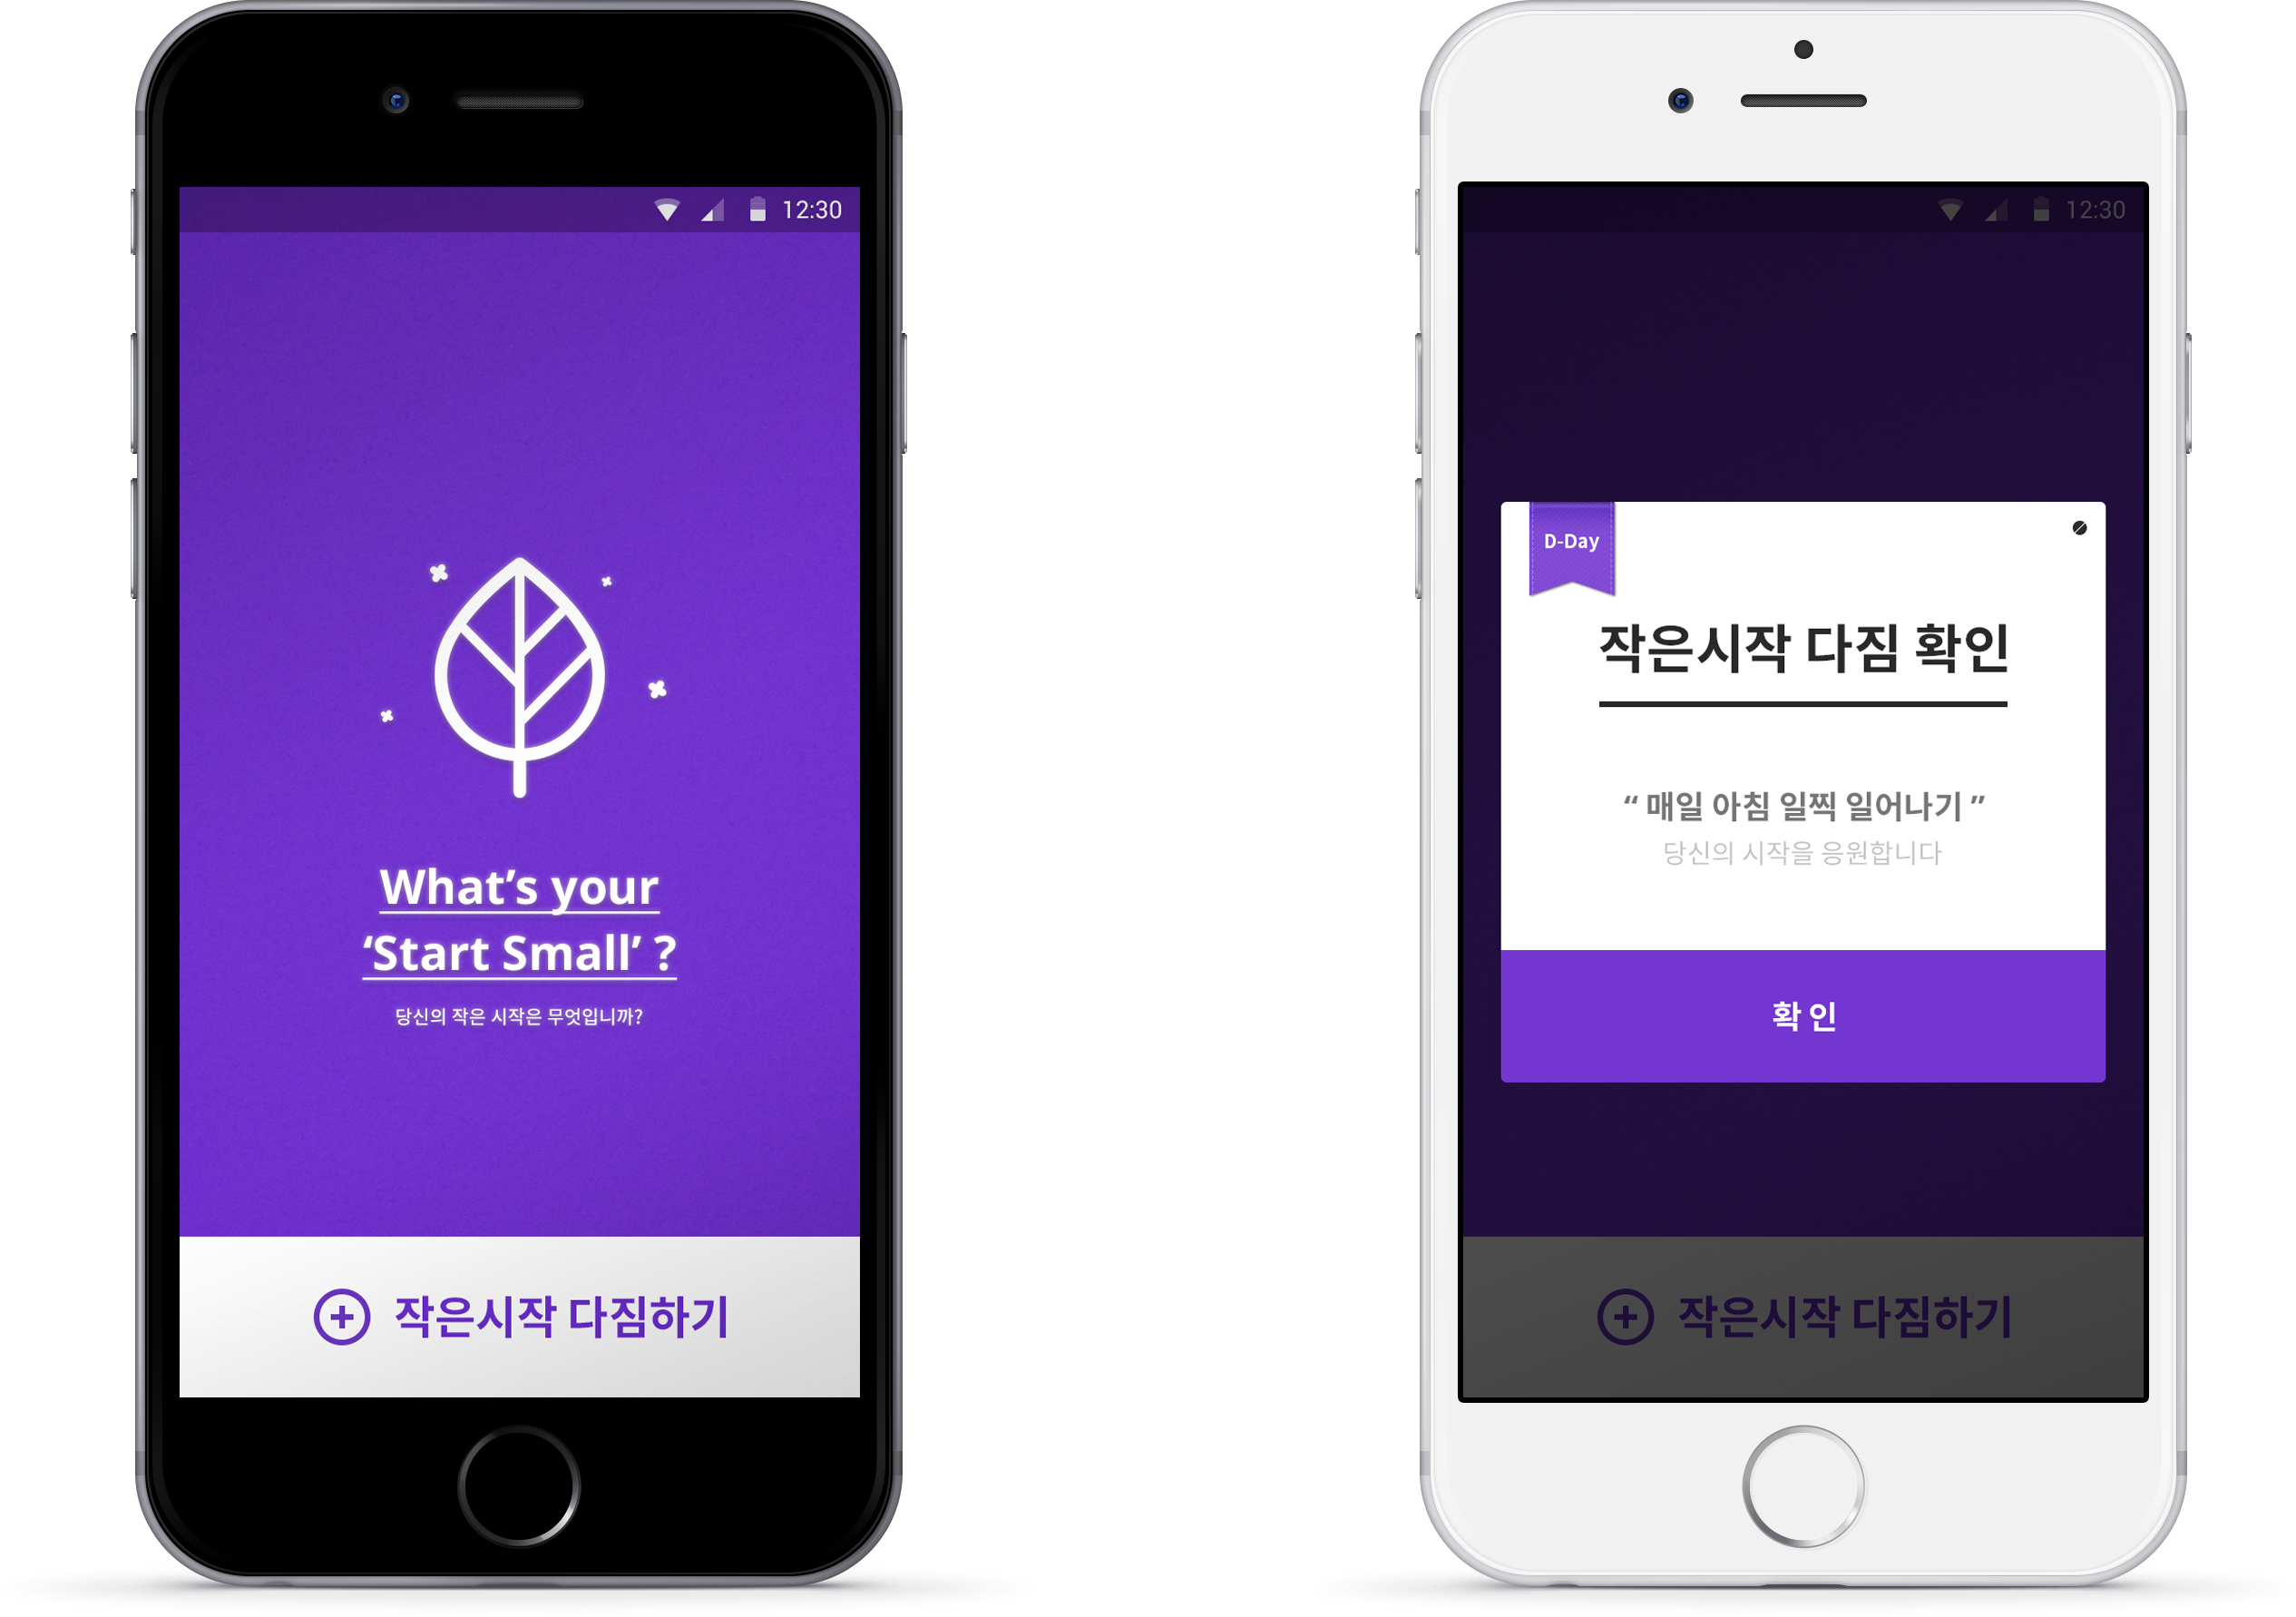 12:30
What's your
‘Start Small’ ?
당신의 작은 시작은 무엇입니까?
작은시작 다짐하기
12:30
D-Day
작은시작 다짐 확인
“ 매일 아침 일찍 일어나기 ”
당신의 시작을 응원합니다
확 인
작은시작 다짐하기